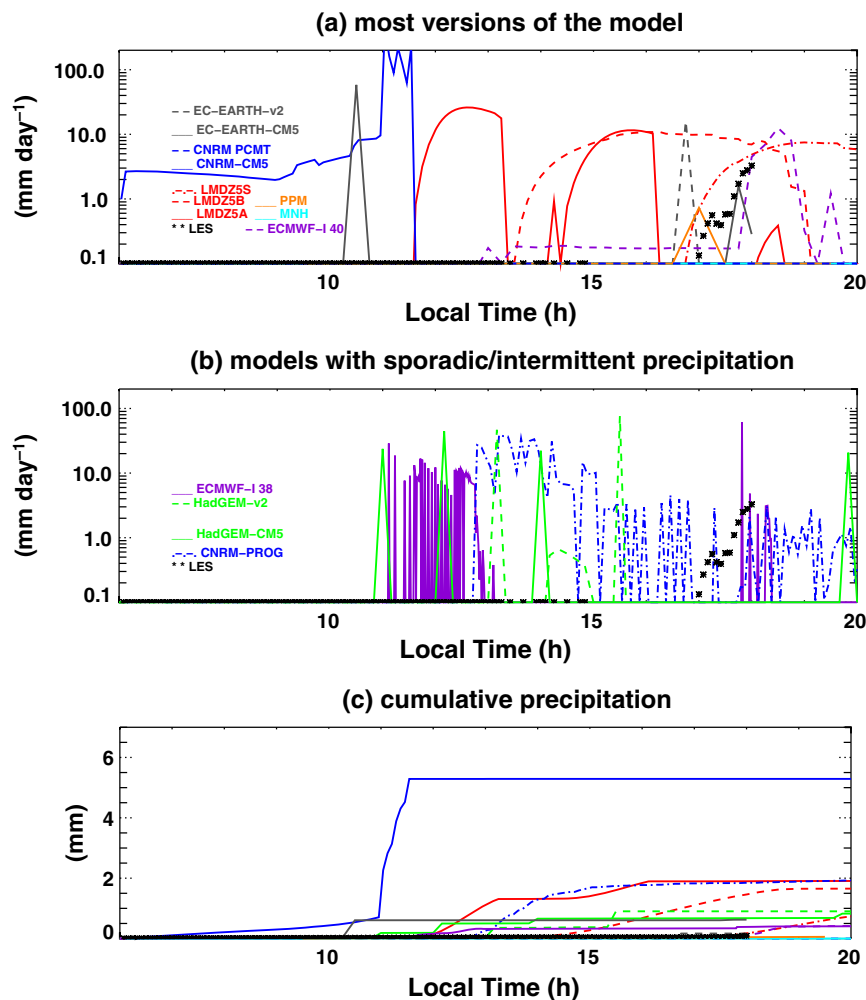 (a) most versions of the model
(mm day⁻¹)
100.0
10.0
1.0
0.1
EC−EARTH−v2
EC−EARTH−CM5
CNRM PCMT
CNRM−CM5
LMDZ5S
LMDZ5B PPM
LMDZ5A MNH
* * LES ECMWF−I 40
10 15 20
Local Time (h)
(b) models with sporadic/intermittent precipitation
(mm day⁻¹)
100.0
10.0
1.0
0.1
ECMWF−I 38
HadGEM−v2
HadGEM−CM5
CNRM−PROG
* * LES
10 15 20
Local Time (h)
(c) cumulative precipitation
(mm)
6
4
2
0
10 15 20
Local Time (h)